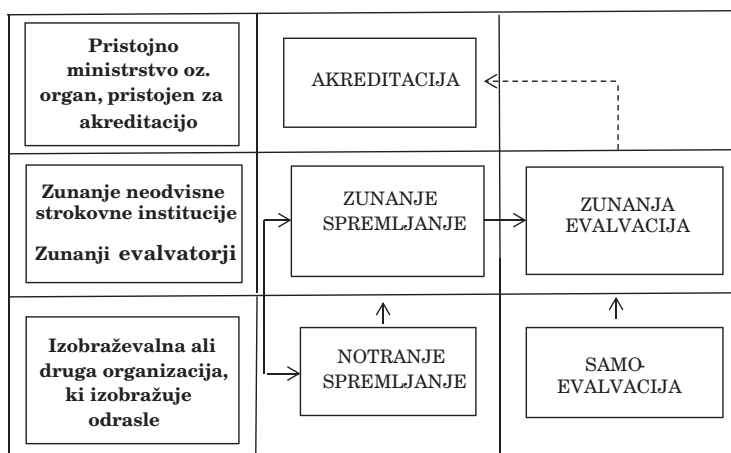 Pristojno
ministrstvo oz.
organ, pristojen za
akreditacijo
AKREDITACIJA
Zunanje neodvisne
strokovne institucije
Zunanji evalvatorji
ZUNANJE
SPREMLJANJE
ZUNANJA
EVALVACIJA
Izobraževalna ali
druga organizacija,
ki izobražuje
odrasle
NOTRANJE
SPREMLJANJE
SAMO-
EVALVACIJA